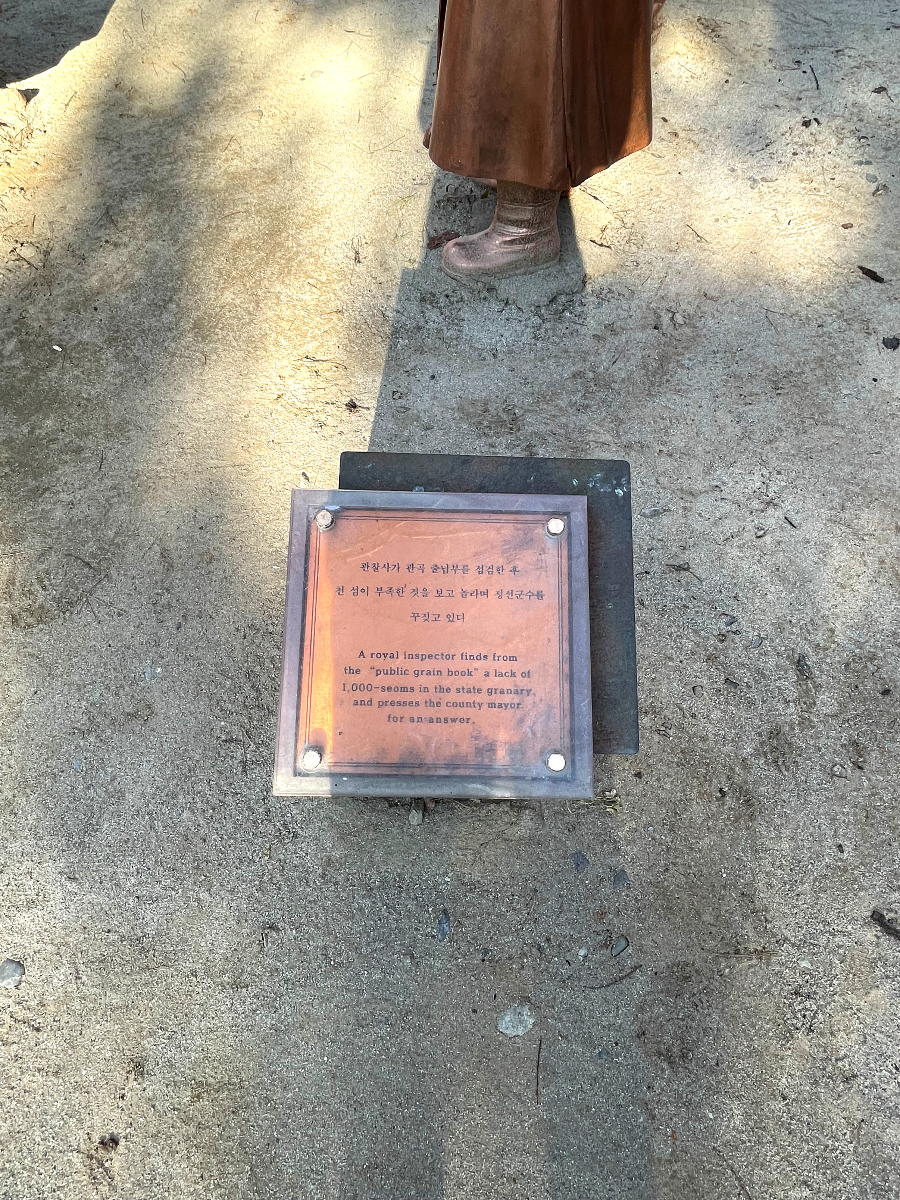 관찰사가 관곡 출납부를 점검한 후
천 섬이 부족한 것을 보고 놀라며 정선군수를
꾸짖고 있다
A royal inspector finds from
the "public grain book" a lack of
1,000-seoms in the state granary,
and presses the county mayor
for an answer.